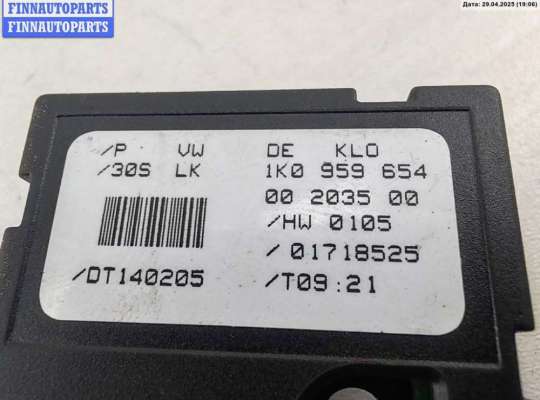 FINNAUTOPARTS
FINNAUTOPARTS
Дата: 29.04.2025 (19:06)
/P VW DE KLO
/30S LK 1K0 959 654
00 2035 00
/HW 0105
/01718525
/DT140205 /T09:21